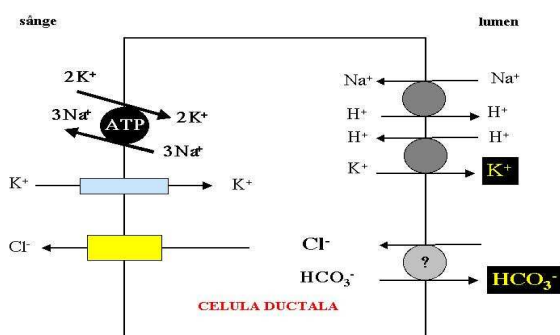 sânge lumen
2K⁺ Na⁺ Na⁺
3Na⁺ ATP 2K⁺ H⁺ H⁺
3Na⁺ H⁺ H⁺
K⁺ K⁺ K⁺ K⁺
Cl⁻ Cl⁻
?
HCO₃⁻ HCO₃⁻
CELULA DUCTALA